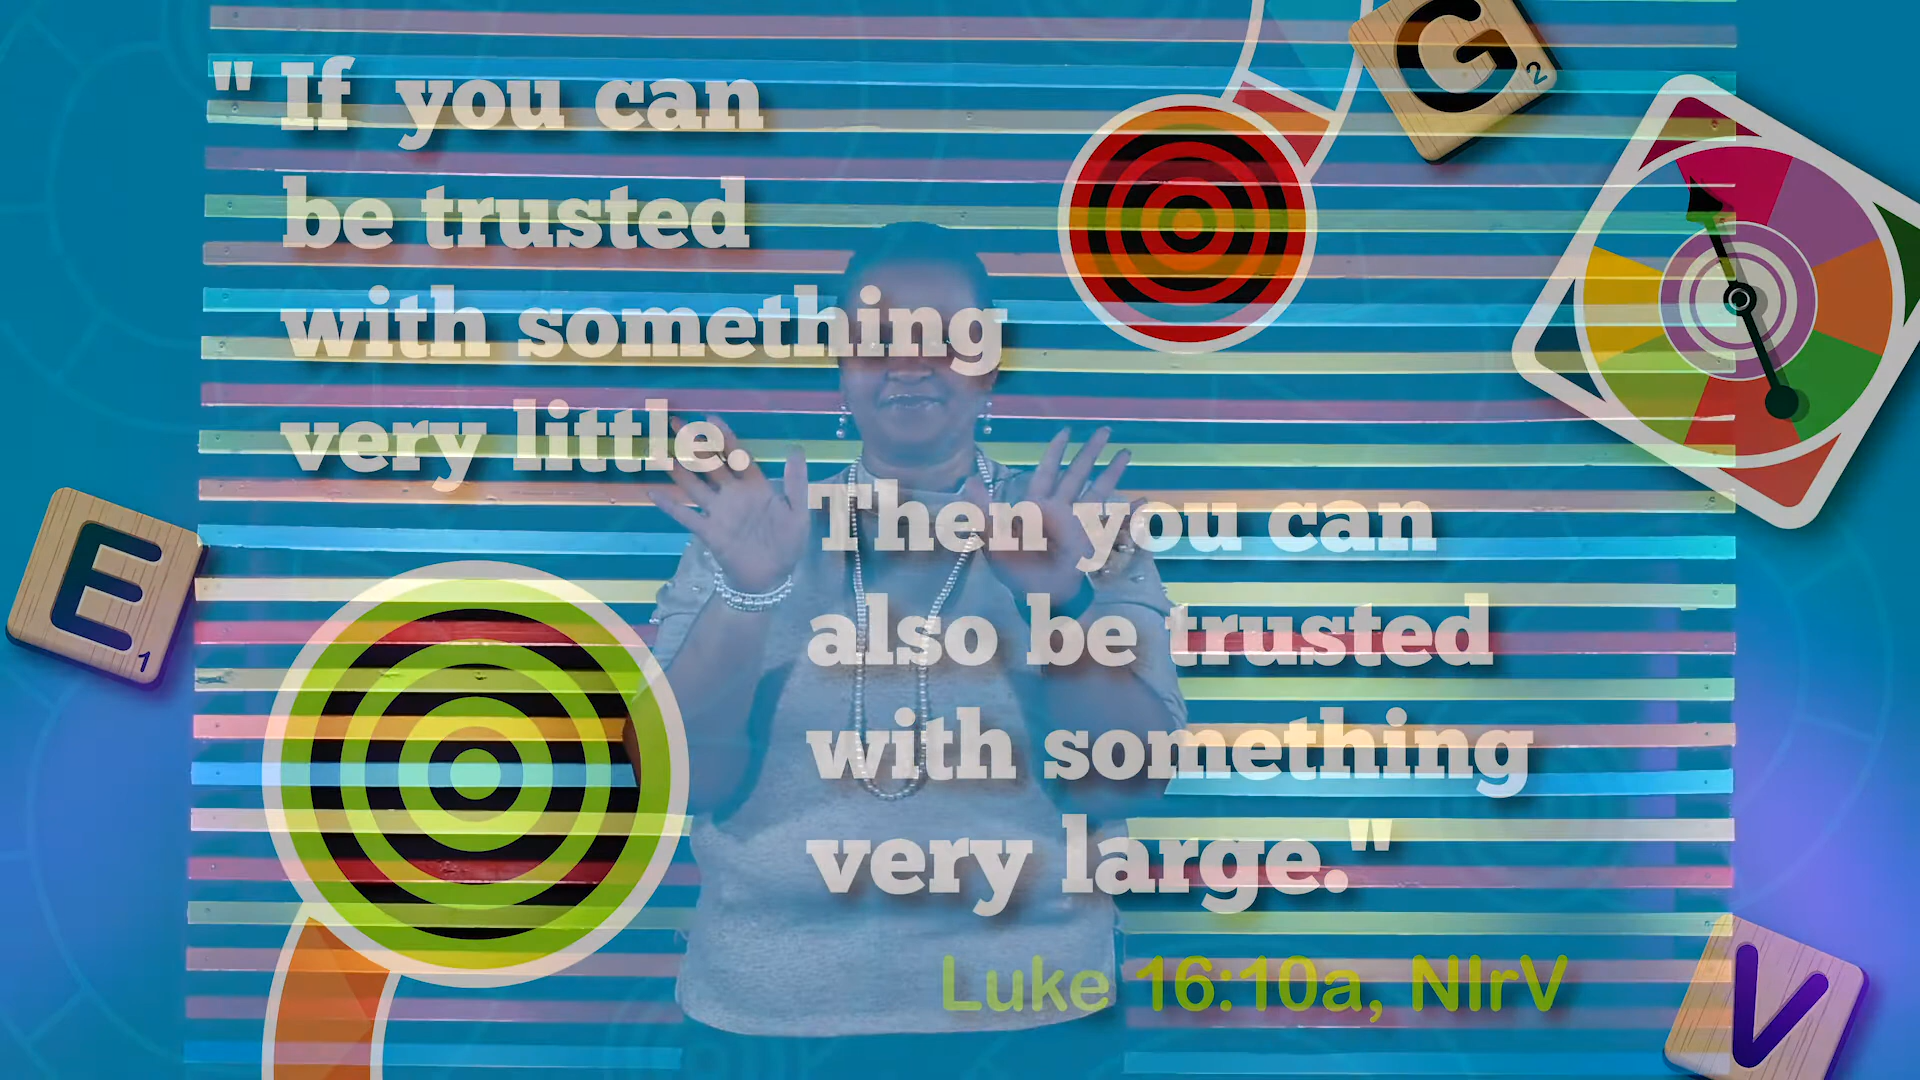 " If you can
be trusted
with something
very little.
Then you can
also be trusted
with something
very large."
Luke 16:10a, NIrV
G 2
E 1
V